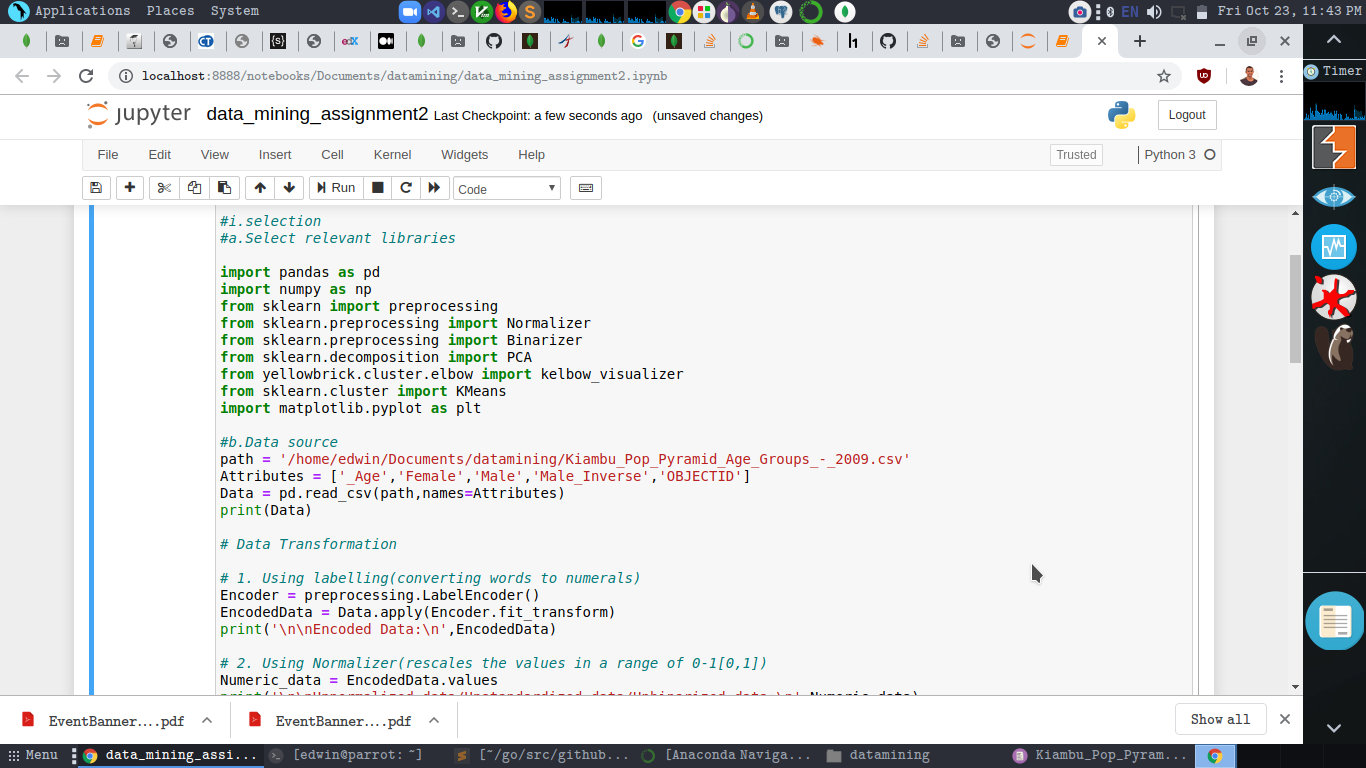 Applications Places System
EN Fri Oct 23, 11:43 PM
localhost:8888/notebooks/Documents/datamining/data_mining_assignment2.ipynb
Timer
jupyter data_mining_assignment2 Last Checkpoint: a few seconds ago (unsaved changes)
Logout
File Edit View Insert Cell Kernel Widgets Help
Trusted Python 3
Run Code
#i.selection
#a.Select relevant libraries
import pandas as pd
import numpy as np
from sklearn import preprocessing
from sklearn.preprocessing import Normalizer
from sklearn.preprocessing import Binarizer
from sklearn.decomposition import PCA
from yellowbrick.cluster.elbow import kelbow_visualizer
from sklearn.cluster import KMeans
import matplotlib.pyplot as plt
#b.Data source
path = '/home/edwin/Documents/datamining/Kiambu_Pop_Pyramid_Age_Groups_-_2009.csv'
Attributes = ['_Age','Female','Male','Male_Inverse','OBJECTID']
Data = pd.read_csv(path,names=Attributes)
print(Data)
# Data Transformation
# 1. Using labelling(converting words to numerals)
Encoder = preprocessing.LabelEncoder()
EncodedData = Data.apply(Encoder.fit_transform)
print('\n\nEncoded Data:\n',EncodedData)
# 2. Using Normalizer(rescales the values in a range of 0-1[0,1])
Numeric_data = EncodedData.values
EventBanner....pdf EventBanner....pdf Show all
Menu data_mining_assi... [edwin@parrot: ~] [~/go/src/github... [Anaconda Naviga... datamining Kiambu_Pop_Pyram...